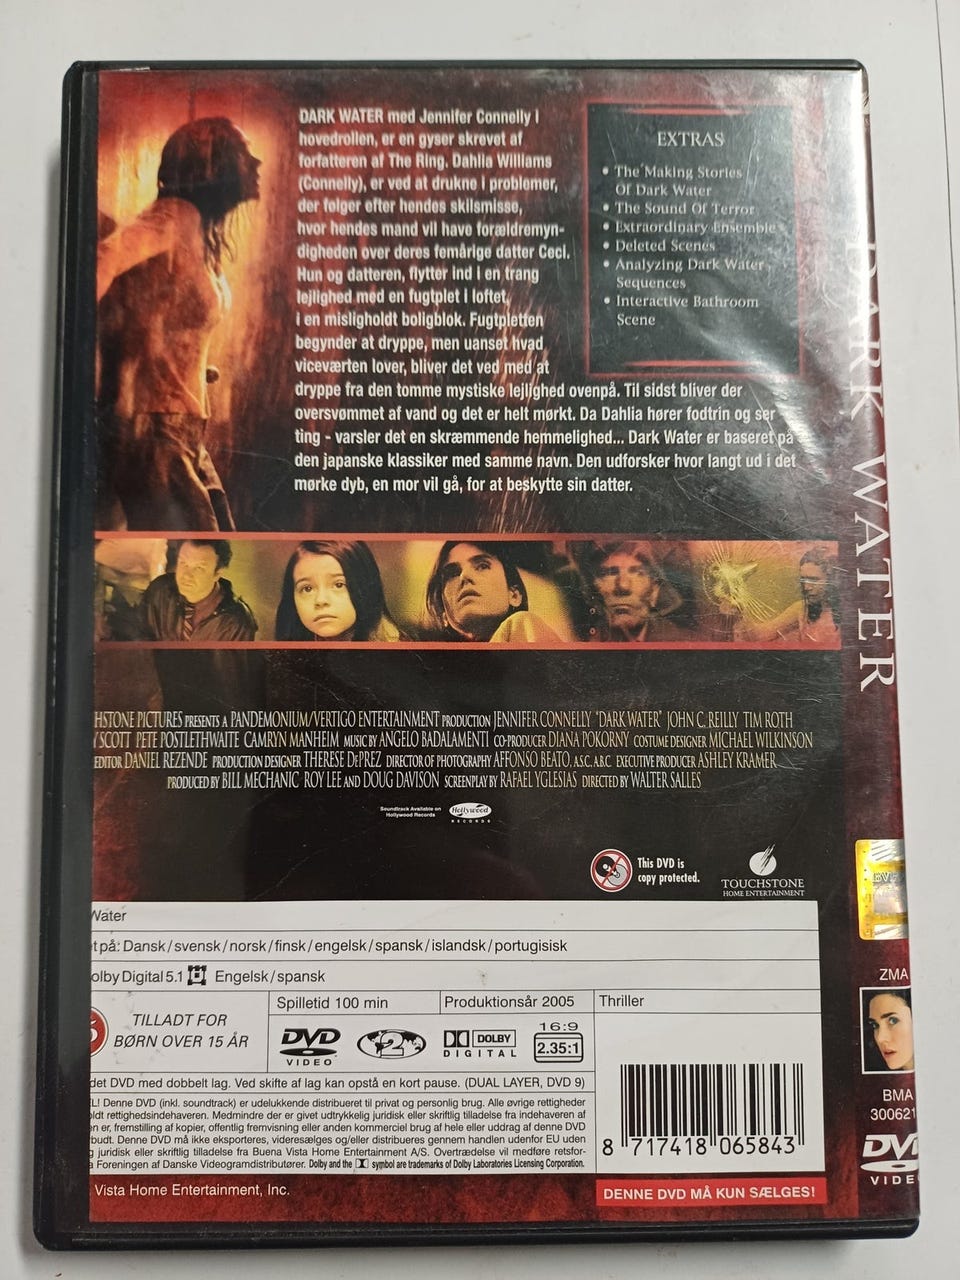 DARK WATER med Jennifer Connelly i
hovedrollen, er en gyser skrevet af
forfatteren af The Ring. Dahlia Williams
(Connelly), er ved at drukne i problemer,
der følger efter hendes skilsmisse,
hvor hendes mand vil have forældremyn-
digheden over deres femårige datter Ceci.
Hun og datteren, flytter ind i en trang
lejlighed med en fugtplet i loftet,
i en misligholdt boligblok. Fugtpletten
begynder at dryppe, men uanset hvad
viceværten lover, bliver det ved med at
dryppe fra den tomme mystiske lejlighed ovenpå. Til sidst bliver der
oversvømmet af vand og det er helt mørkt. Da Dahlia hører fodtrin og ser
ting - varsler det en skræmmende hemmelighed... Dark Water er baseret på
den japanske klassiker med samme navn. Den udforsker hvor langt ud i det
mørke dyb, en mor vil gå, for at beskytte sin datter.
EXTRAS
• The Making Stories
Of Dark Water
• The Sound Of Terror
• Extraordinary Ensemble
• Deleted Scenes
• Analyzing Dark Water
Sequences
• Interactive Bathroom
Scene
HSTONE PICTURES PRESENTS A PANDEMONIUM/VERTIGO ENTERTAINMENT PRODUCTION JENNIFER CONNELLY "DARK WATER" JOHN C. REILLY TIM ROTH
Y SCOTT PETE POSTLETHWAITE CAMRYN MANHEIM MUSIC BY ANGELO BADALAMENTI CO-PRODUCER DIANA POKORNY COSTUME DESIGNER MICHAEL WILKINSON
EDITOR DANIEL REZENDE PRODUCTION DESIGNER THERESE DEPREZ DIRECTOR OF PHOTOGRAPHY AFFONSO BEATO, A.S.C. A.B.C. EXECUTIVE PRODUCER ASHLEY KRAMER
PRODUCED BY BILL MECHANIC ROY LEE AND DOUG DAVISON SCREENPLAY BY RAFAEL YGLESIAS DIRECTED BY WALTER SALLES
Soundtrack Available on
Hollywood Records
Hollywood
RECORDS
This DVD is
copy protected.
TOUCHSTONE
HOME ENTERTAINMENT
Water
t på: Dansk/svensk/norsk/finsk/engelsk/spansk/islandsk/portugisisk
olby Digital 5.1 Engelsk/spansk
TILLADT FOR
BØRN OVER 15 ÅR
Spilletid 100 min
Produktionsår 2005
Thriller
DVD
VIDEO
2
DOLBY
DIGITAL
16:9
2.35:1
det DVD med dobbelt lag. Ved skifte af lag kan opstå en kort pause. (DUAL LAYER, DVD 9)
L! Denne DVD (inkl. soundtrack) er udelukkende distribueret til privat og personlig brug. Alle øvrige rettigheder
ldt rettighedsindehaveren. Medmindre der er givet udtrykkelig juridisk eller skriftlig tilladelse fra indehaveren af
n er, fremstilling af kopier, offentlig fremvisning eller anden kommerciel brug af hele eller uddrag af denne DVD
budt. Denne DVD må ikke eksporteres, videresælges og/eller distribueres gennem handlen udenfor EU uden
g juridisk eller skriftlig tilladelse fra Buena Vista Home Entertainment A/S. Overtrædelse vil medføre retsfor-
a Foreningen af Danske Videogramdistributører. Dolby and the symbol are trademarks of Dolby Laboratories Licensing Corporation.
8 717418 065843
Vista Home Entertainment, Inc.
DENNE DVD MÅ KUN SÆLGES!
DARK WATER
ZMA
BMA
300621
DVD
VIDE